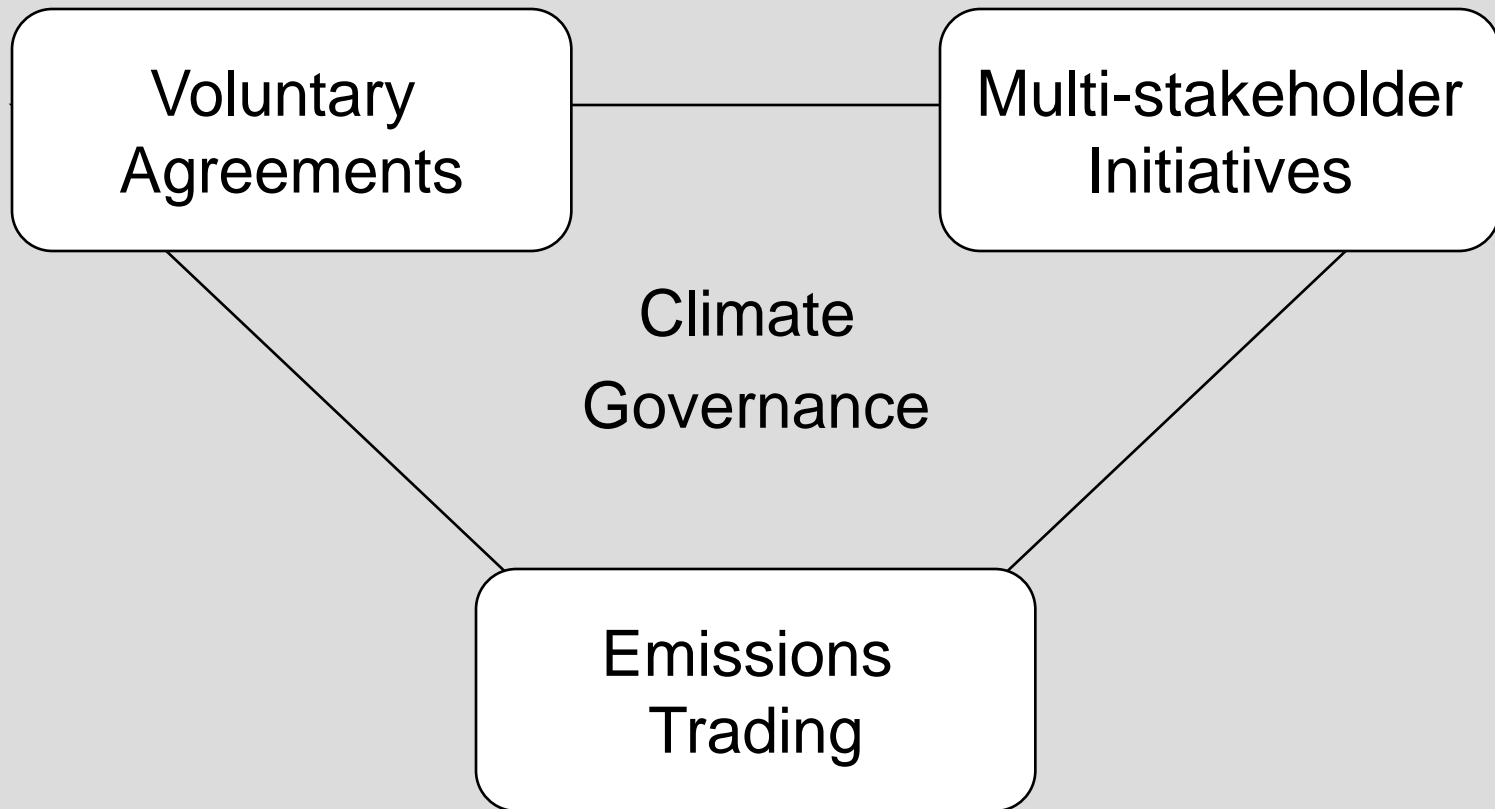 Voluntary
Agreements
Multi-stakeholder
Initiatives
Climate
Governance
Emissions
Trading